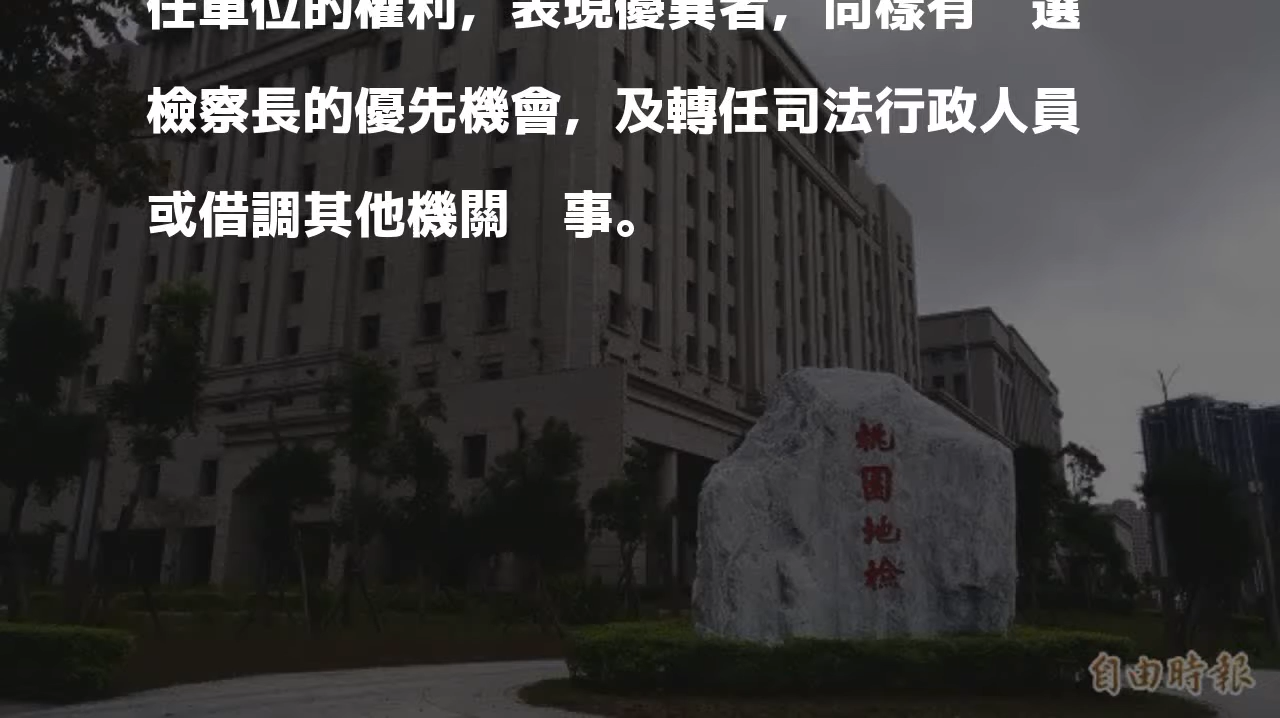 任單位的權利，表現優異者，同樣有　選
檢察長的優先機會，及轉任司法行政人員
或借調其他機關　事。
桃園地檢
自由時報